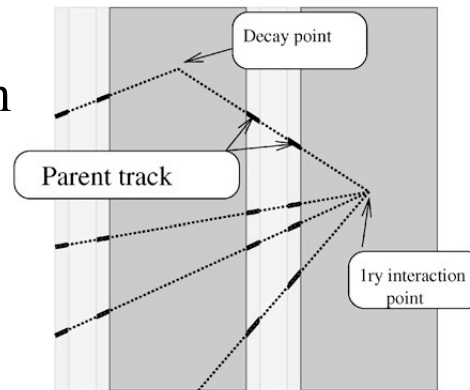 Decay point
n
Parent track
1ry interaction
point